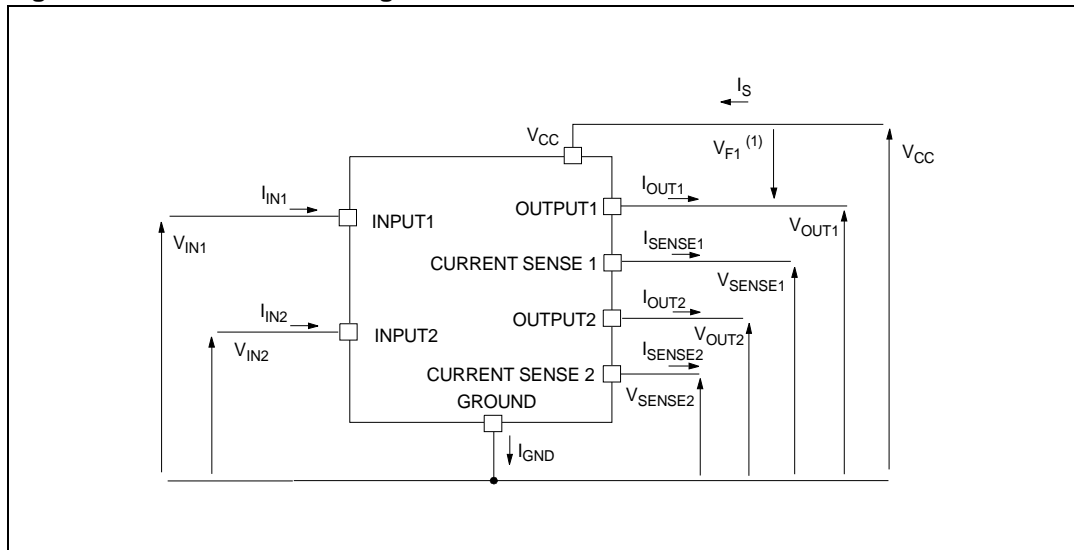 I_S
V_CC
V_F1 (1)
V_CC
I_IN1
I_OUT1
INPUT1
OUTPUT1
V_IN1
V_OUT1
I_SENSE1
CURRENT SENSE 1
V_SENSE1
I_IN2
I_OUT2
INPUT2
OUTPUT2
V_IN2
V_OUT2
I_SENSE2
CURRENT SENSE 2
V_SENSE2
GROUND
I_GND